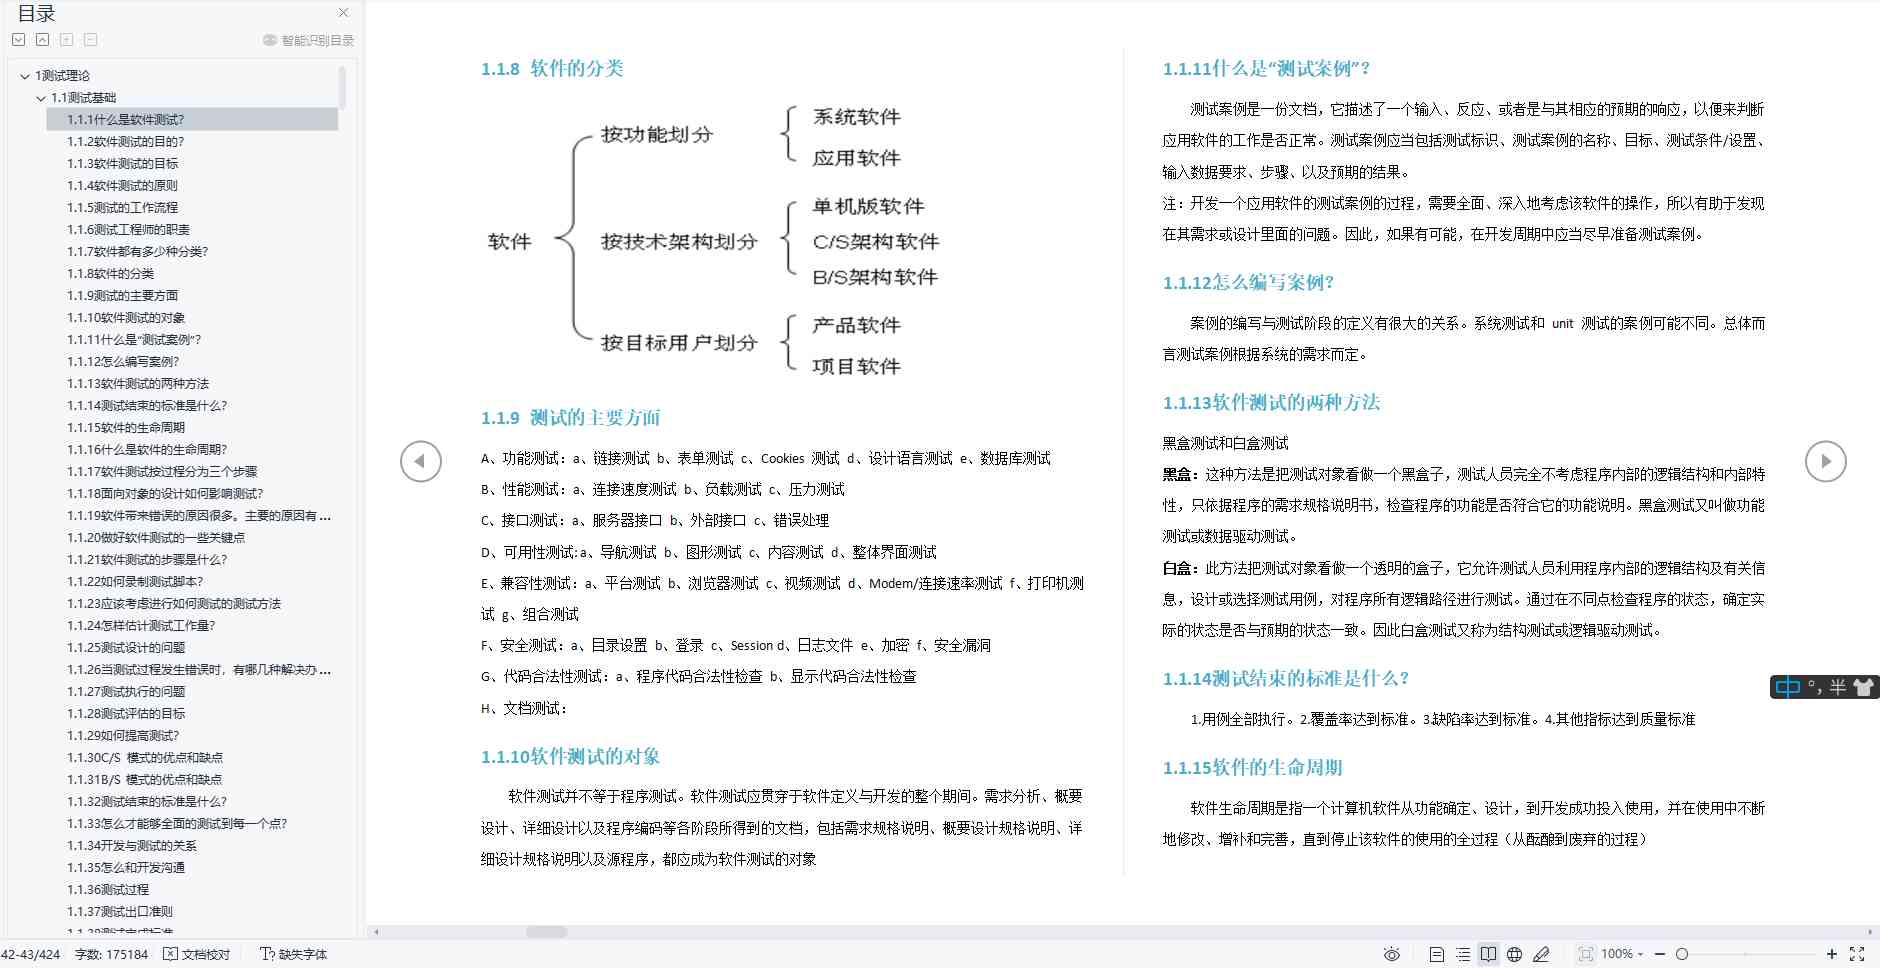 目录
智能识别目录
1测试理论
1.1测试基础
1.1.1什么是软件测试?
1.1.2软件测试的目的?
1.1.3软件测试的目标
1.1.4软件测试的原则
1.1.5测试的工作流程
1.1.6测试工程师的职责
1.1.7软件都有多少种分类?
1.1.8软件的分类
1.1.9测试的主要方面
1.1.10软件测试的对象
1.1.11什么是“测试案例”?
1.1.12怎么编写案例?
1.1.13软件测试的两种方法
1.1.14测试结束的标准是什么?
1.1.15软件的生命周期
1.1.16什么是软件的生命周期?
1.1.17软件测试按过程分为三个步骤
1.1.18面向对象的设计如何影响测试?
1.1.19软件带来错误的原因很多。主要的原因有 ...
1.1.20做好软件测试的一些关键点
1.1.21软件测试的步骤是什么?
1.1.22如何录制测试脚本?
1.1.23应该考虑进行如何测试的测试方法
1.1.24怎样估计测试工作量?
1.1.25测试设计的问题
1.1.26当测试过程发生错误时，有哪几种解决办 ...
1.1.27测试执行的问题
1.1.28测试评估的目标
1.1.29如何提高测试?
1.1.30C/S 模式的优点和缺点
1.1.31B/S 模式的优点和缺点
1.1.32测试结束的标准是什么?
1.1.33怎么才能够全面的测试到每一个点?
1.1.34开发与测试的关系
1.1.35怎么和开发沟通
1.1.36测试过程
1.1.37测试出口准则
1.1.38测试完成标准
1.1.8 软件的分类
软件
按功能划分
系统软件
应用软件
按技术架构划分
单机版软件
C/S架构软件
B/S架构软件
按目标用户划分
产品软件
项目软件
1.1.9 测试的主要方面
A、功能测试：a、链接测试 b、表单测试 c、Cookies 测试 d、设计语言测试 e、数据库测试
B、性能测试：a、连接速度测试 b、负载测试 c、压力测试
C、接口测试：a、服务器接口 b、外部接口 c、错误处理
D、可用性测试:a、导航测试 b、图形测试 c、内容测试 d、整体界面测试
E、兼容性测试：a、平台测试 b、浏览器测试 c、视频测试 d、Modem/连接速率测试 f、打印机测
试 g、组合测试
F、安全测试：a、目录设置 b、登录 c、Session d、日志文件 e、加密 f、安全漏洞
G、代码合法性测试：a、程序代码合法性检查 b、显示代码合法性检查
H、文档测试：
1.1.10软件测试的对象
软件测试并不等于程序测试。软件测试应贯穿于软件定义与开发的整个期间。需求分析、概要
设计、详细设计以及程序编码等各阶段所得到的文档，包括需求规格说明、概要设计规格说明、详
细设计规格说明以及源程序，都应成为软件测试的对象
1.1.11什么是“测试案例”?
测试案例是一份文档，它描述了一个输入、反应、或者是与其相应的预期的响应，以便来判断
应用软件的工作是否正常。测试案例应当包括测试标识、测试案例的名称、目标、测试条件/设置、
输入数据要求、步骤、以及预期的结果。
注：开发一个应用软件的测试案例的过程，需要全面、深入地考虑该软件的操作，所以有助于发现
在其需求或设计里面的问题。因此，如果有可能，在开发周期中应当尽早准备测试案例。
1.1.12怎么编写案例?
案例的编写与测试阶段的定义有很大的关系。系统测试和 unit 测试的案例可能不同。总体而
言测试案例根据系统的需求而定。
1.1.13软件测试的两种方法
黑盒测试和白盒测试
黑盒：这种方法是把测试对象看做一个黑盒子，测试人员完全不考虑程序内部的逻辑结构和内部特
性，只依据程序的需求规格说明书，检查程序的功能是否符合它的功能说明。黑盒测试又叫做功能
测试或数据驱动测试。
白盒：此方法把测试对象看做一个透明的盒子，它允许测试人员利用程序内部的逻辑结构及有关信
息，设计或选择测试用例，对程序所有逻辑路径进行测试。通过在不同点检查程序的状态，确定实
际的状态是否与预期的状态一致。因此白盒测试又称为结构测试或逻辑驱动测试。
1.1.14测试结束的标准是什么?
1.用例全部执行。2.覆盖率达到标准。3.缺陷率达到标准。4.其他指标达到质量标准
1.1.15软件的生命周期
软件生命周期是指一个计算机软件从功能确定、设计，到开发成功投入使用，并在使用中不断
地修改、增补和完善，直到停止该软件的使用的全过程（从酝酿到废弃的过程）
中 °, 半
42-43/424 字数: 175184 文档校对 缺失字体 100%